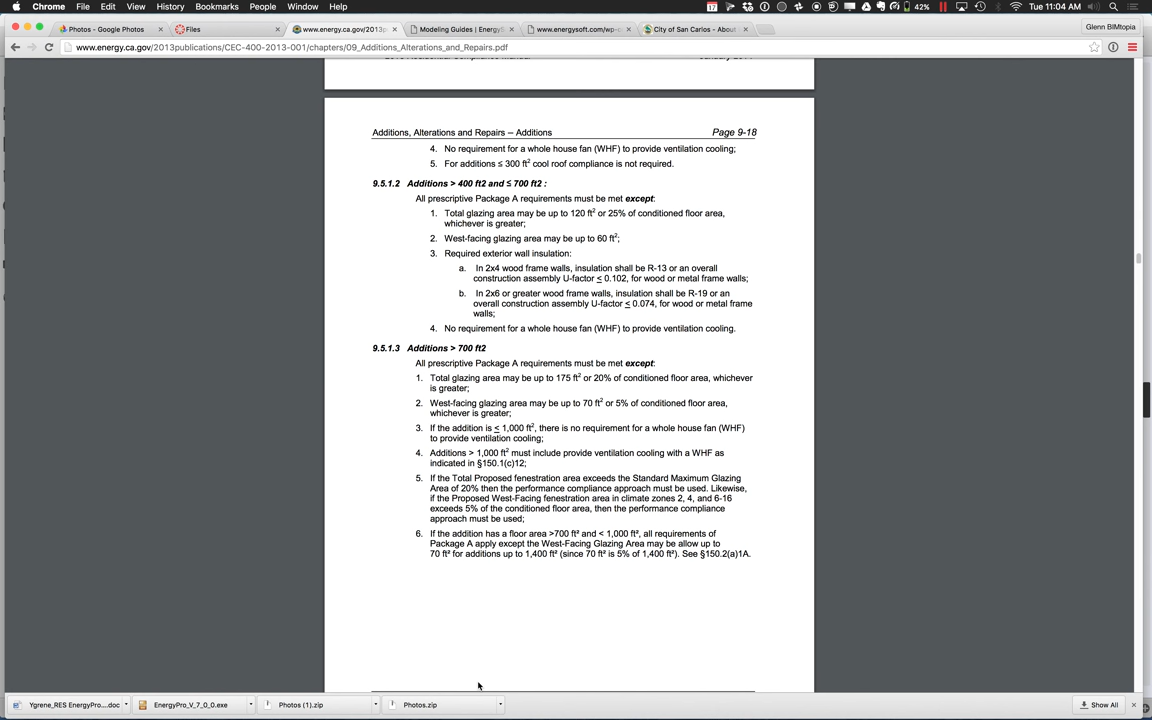 Chrome File Edit View History Bookmarks People Window Help 42% Tue 11:04 AM
Photos - Google Photos Files www.energy.ca.gov/2013p Modeling Guides | EnergyS www.energysoft.com/wp-c City of San Carlos - About Glenn BIMtopia
www.energy.ca.gov/2013publications/CEC-400-2013-001/chapters/09_Additions_Alterations_and_Repairs.pdf
Additions, Alterations and Repairs – Additions Page 9-18
4. No requirement for a whole house fan (WHF) to provide ventilation cooling;
5. For additions ≤ 300 ft² cool roof compliance is not required.
9.5.1.2 Additions > 400 ft2 and ≤ 700 ft2 :
All prescriptive Package A requirements must be met except:
1. Total glazing area may be up to 120 ft² or 25% of conditioned floor area,
whichever is greater;
2. West-facing glazing area may be up to 60 ft²;
3. Required exterior wall insulation:
a. In 2x4 wood frame walls, insulation shall be R-13 or an overall
construction assembly U-factor ≤ 0.102, for wood or metal frame walls;
b. In 2x6 or greater wood frame walls, insulation shall be R-19 or an
overall construction assembly U-factor ≤ 0.074, for wood or metal frame
walls;
4. No requirement for a whole house fan (WHF) to provide ventilation cooling.
9.5.1.3 Additions > 700 ft2
All prescriptive Package A requirements must be met except:
1. Total glazing area may be up to 175 ft² or 20% of conditioned floor area, whichever
is greater;
2. West-facing glazing area may be up to 70 ft² or 5% of conditioned floor area,
whichever is greater;
3. If the addition is ≤ 1,000 ft², there is no requirement for a whole house fan (WHF)
to provide ventilation cooling;
4. Additions > 1,000 ft² must include provide ventilation cooling with a WHF as
indicated in §150.1(c)12;
5. If the Total Proposed fenestration area exceeds the Standard Maximum Glazing
Area of 20% then the performance compliance approach must be used. Likewise,
if the Proposed West-Facing fenestration area in climate zones 2, 4, and 6-16
exceeds 5% of the conditioned floor area, then the performance compliance
approach must be used;
6. If the addition has a floor area >700 ft² and < 1,000 ft², all requirements of
Package A apply except the West-Facing Glazing Area may be allow up to
70 ft² for additions up to 1,400 ft² (since 70 ft² is 5% of 1,400 ft²). See §150.2(a)1A.
Ygrene_RES EnergyPro....doc EnergyPro_V_7_0_0.exe Photos (1).zip Photos.zip Show All